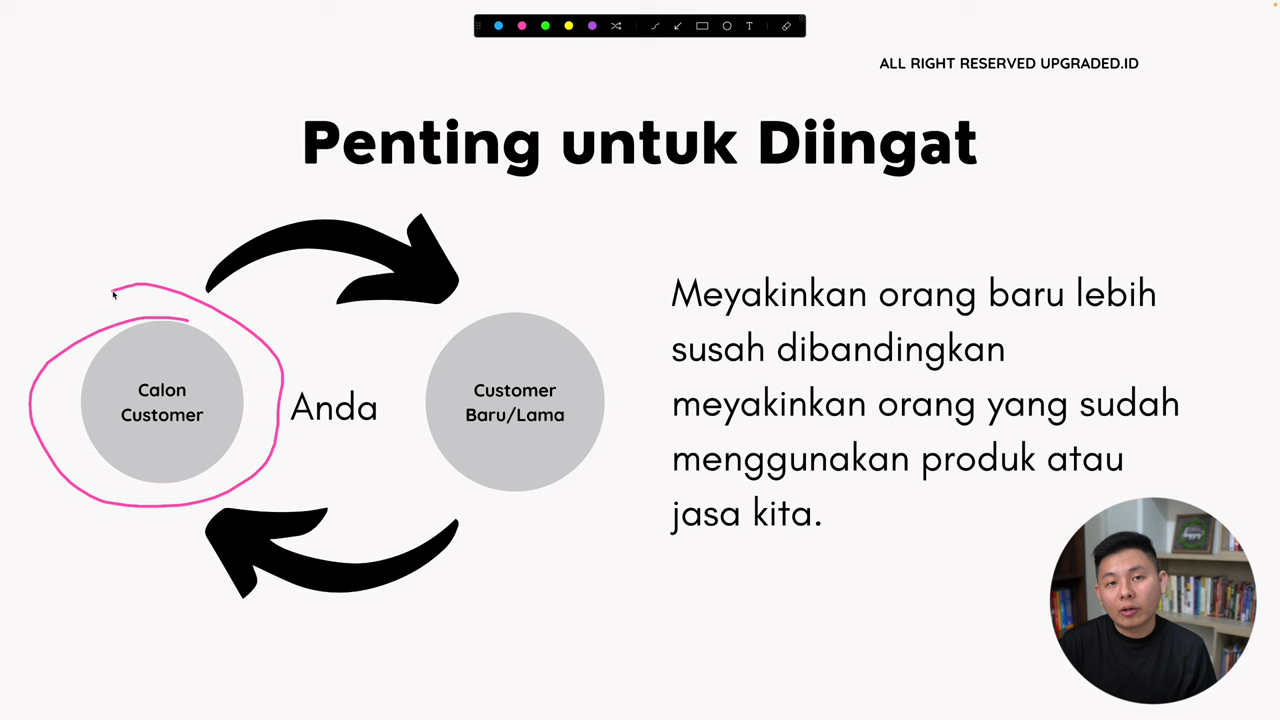 ALL RIGHT RESERVED UPGRADED.ID
Penting untuk Diingat
Calon
Customer
Anda
Customer
Baru/Lama
Meyakinkan orang baru lebih
susah dibandingkan
meyakinkan orang yang sudah
menggunakan produk atau
jasa kita.